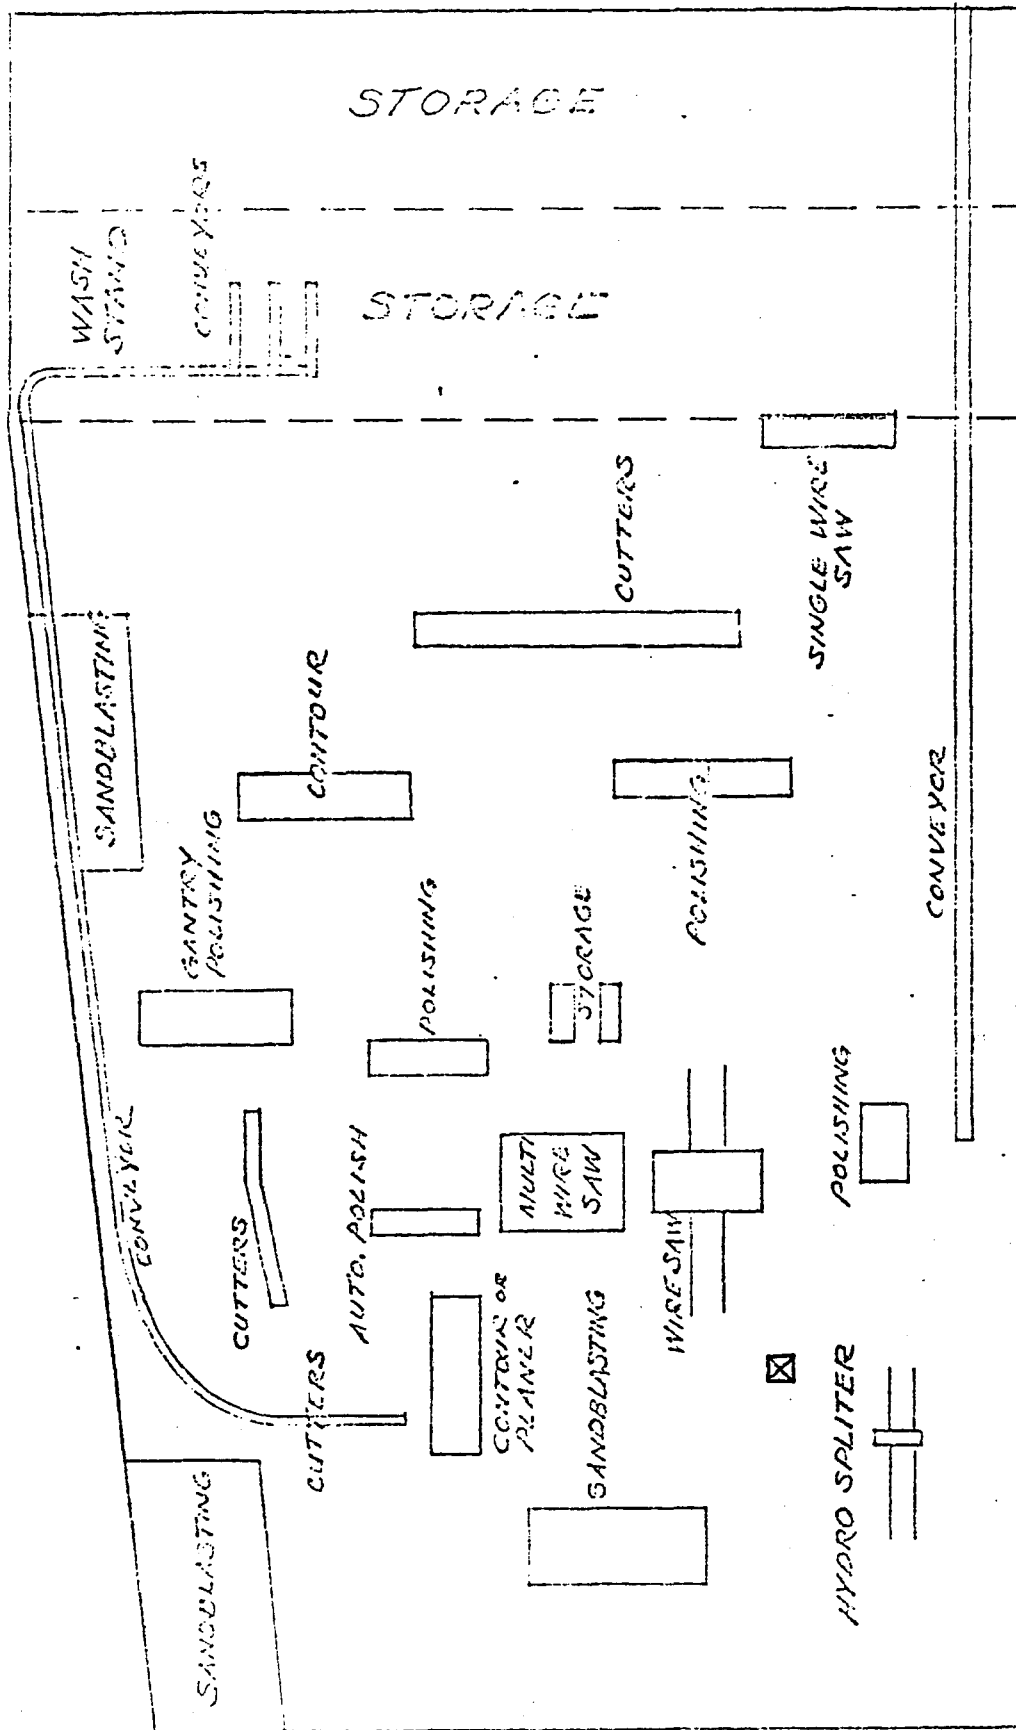 STORAGE
WASH
STAND
CONVEYORS
STORAGE
CUTTERS
SINGLE WIRE
SAW
SANDBLASTING
CONTOUR
GANTRY
POLISHING
POLISHING
STORAGE
POLISHING
CONVEYOR
CONVEYOR
CUTTERS
AUTO. POLISH
MULTI
WIRE
SAW
WIRE SAW
POLISHING
CUTTERS
CONTOUR OR
PLANER
SANDBLASTING
HYDRO SPLITER
SANDBLASTING